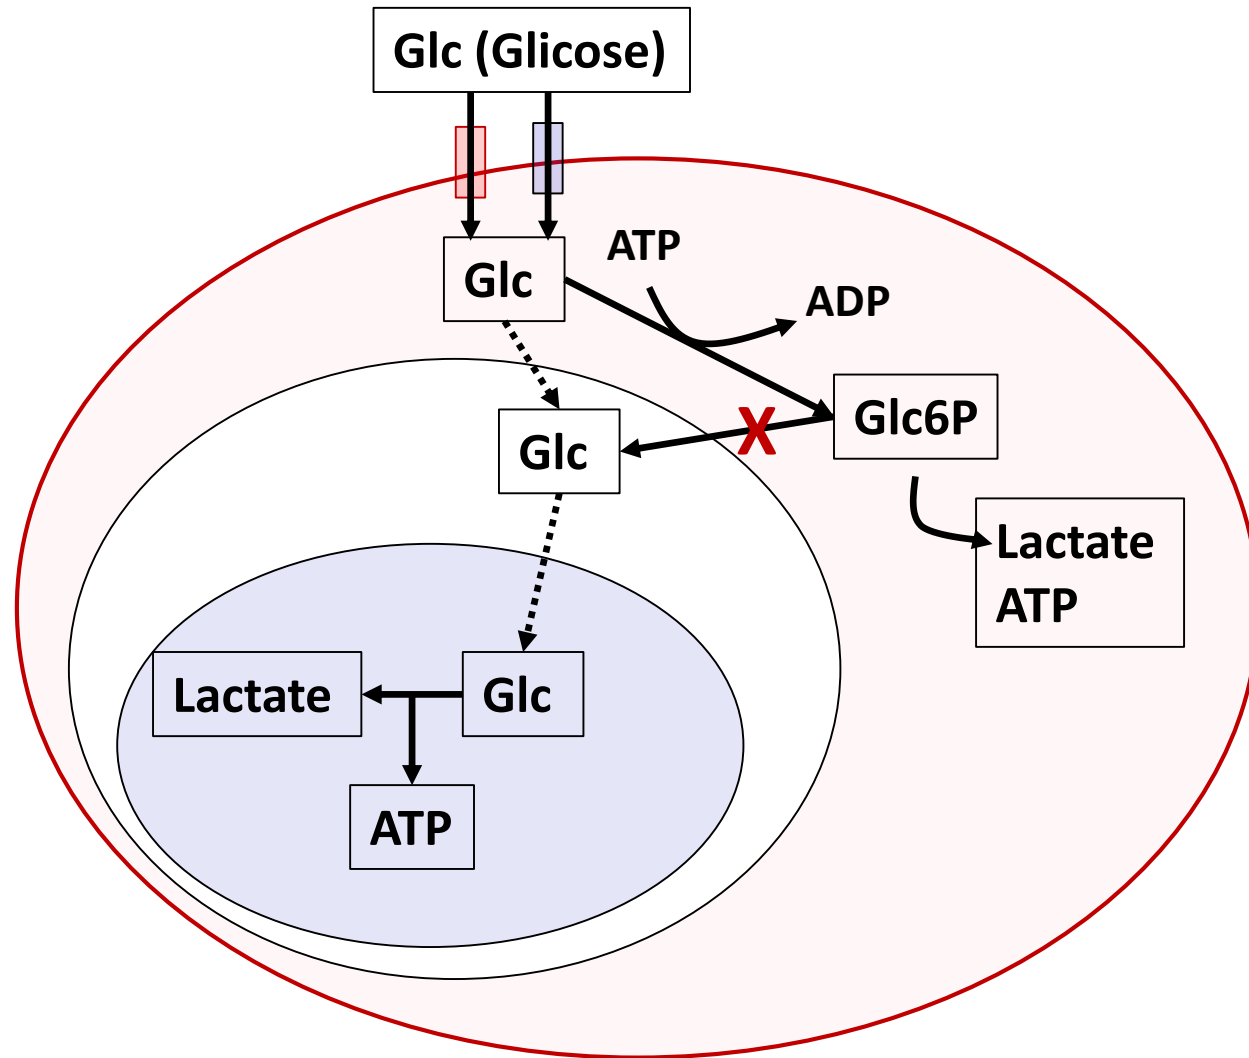 Glc (Glicose)
Glc
ATP
ADP
Glc6P
X
Glc
Lactate
ATP
Lactate
Glc
ATP